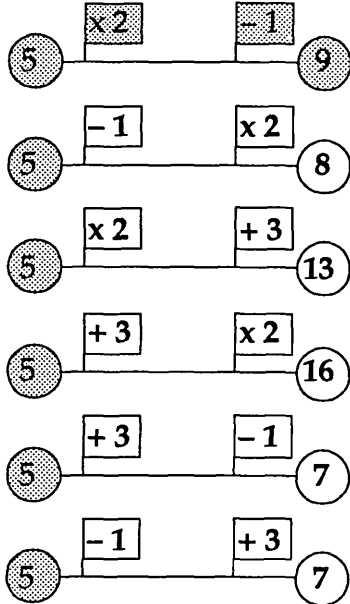 x 2 - 1
5 9
- 1 x 2
5 8
x 2 + 3
5 13
+ 3 x 2
5 16
+ 3 - 1
5 7
- 1 + 3
5 7